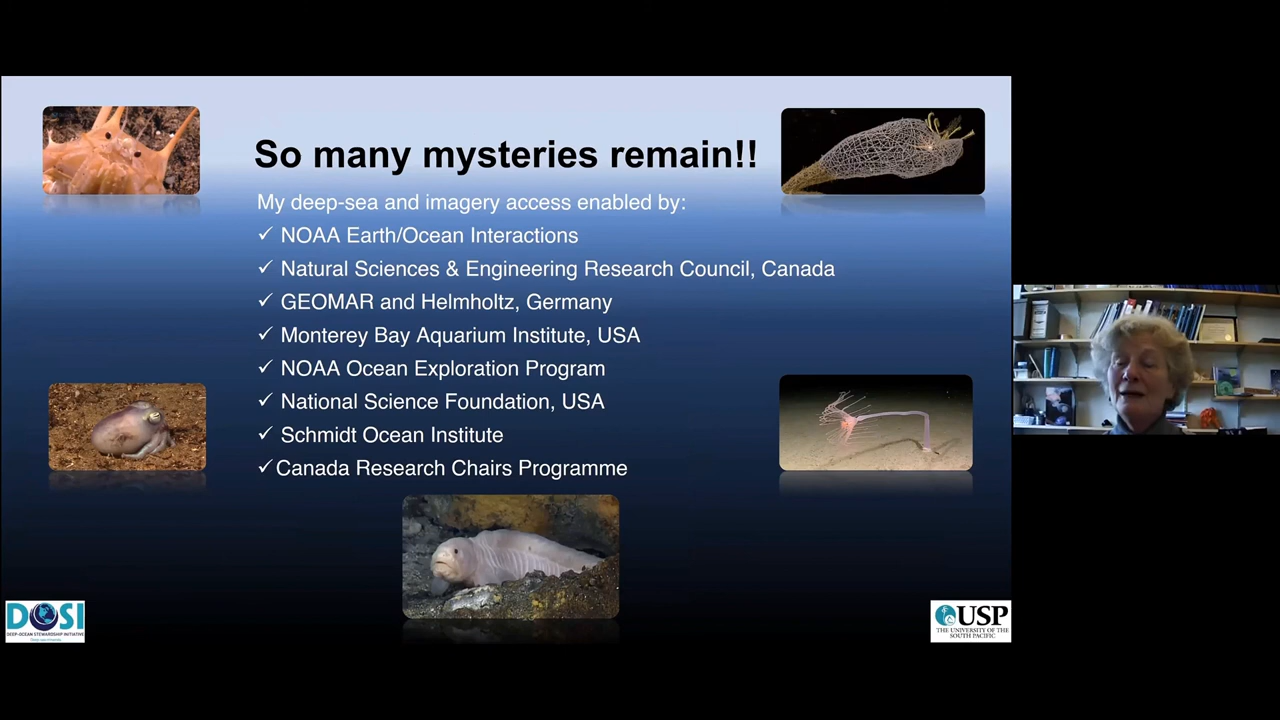 So many mysteries remain!!
My deep-sea and imagery access enabled by:
✓ NOAA Earth/Ocean Interactions
✓ Natural Sciences & Engineering Research Council, Canada
✓ GEOMAR and Helmholtz, Germany
✓ Monterey Bay Aquarium Institute, USA
✓ NOAA Ocean Exploration Program
✓ National Science Foundation, USA
✓ Schmidt Ocean Institute
✓ Canada Research Chairs Programme
DOSI
DEEP-OCEAN STEWARDSHIP INITIATIVE
USP
THE UNIVERSITY OF THE
SOUTH PACIFIC